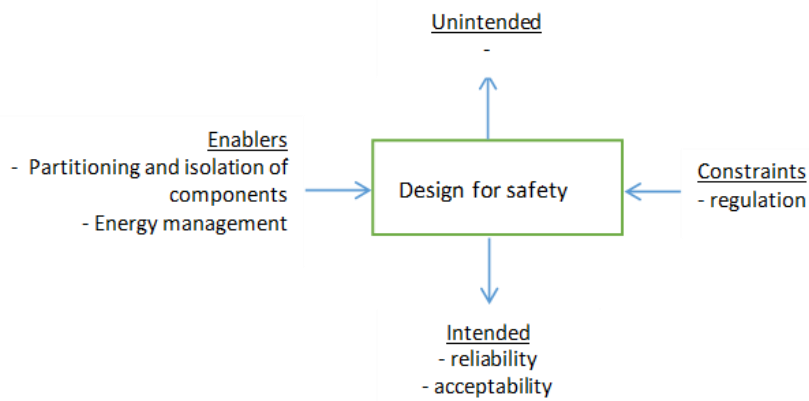 Unintended
-
Enablers
- Partitioning and isolation of
components
- Energy management
Design for safety
Constraints
- regulation
Intended
- reliability
- acceptability